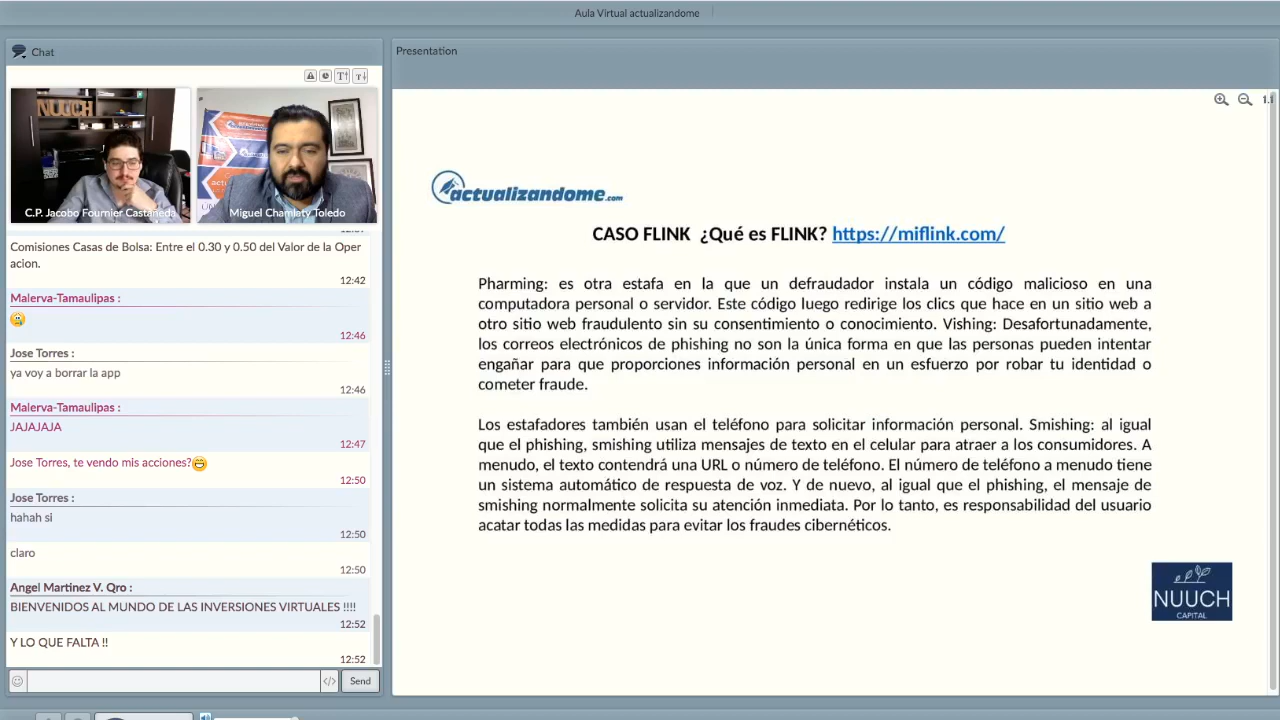 Aula Virtual actualizandome
Chat
NUUCH
C.P. Jacobo Fournier Castañeda
Miguel Chamlaty Toledo
Comisiones Casas de Bolsa: Entre el 0.30 y 0.50 del Valor de la Oper
acion.
12:42
Malerva-Tamaulipas :
12:46
Jose Torres :
ya voy a borrar la app
12:46
Malerva-Tamaulipas :
JAJAJAJA
12:47
Jose Torres, te vendo mis acciones?
12:50
Jose Torres :
hahah si
12:50
claro
12:50
Angel Martinez V. Qro :
BIENVENIDOS AL MUNDO DE LAS INVERSIONES VIRTUALES !!!!
12:52
Y LO QUE FALTA !!
12:52
Send
Presentation
actualizandome.com
CASO FLINK ¿Qué es FLINK? https://miflink.com/
Pharming: es otra estafa en la que un defraudador instala un código malicioso en una
computadora personal o servidor. Este código luego redirige los clics que hace en un sitio web a
otro sitio web fraudulento sin su consentimiento o conocimiento. Vishing: Desafortunadamente,
los correos electrónicos de phishing no son la única forma en que las personas pueden intentar
engañar para que proporciones información personal en un esfuerzo por robar tu identidad o
cometer fraude.
Los estafadores también usan el teléfono para solicitar información personal. Smishing: al igual
que el phishing, smishing utiliza mensajes de texto en el celular para atraer a los consumidores. A
menudo, el texto contendrá una URL o número de teléfono. El número de teléfono a menudo tiene
un sistema automático de respuesta de voz. Y de nuevo, al igual que el phishing, el mensaje de
smishing normalmente solicita su atención inmediata. Por lo tanto, es responsabilidad del usuario
acatar todas las medidas para evitar los fraudes cibernéticos.
NUUCH
CAPITAL